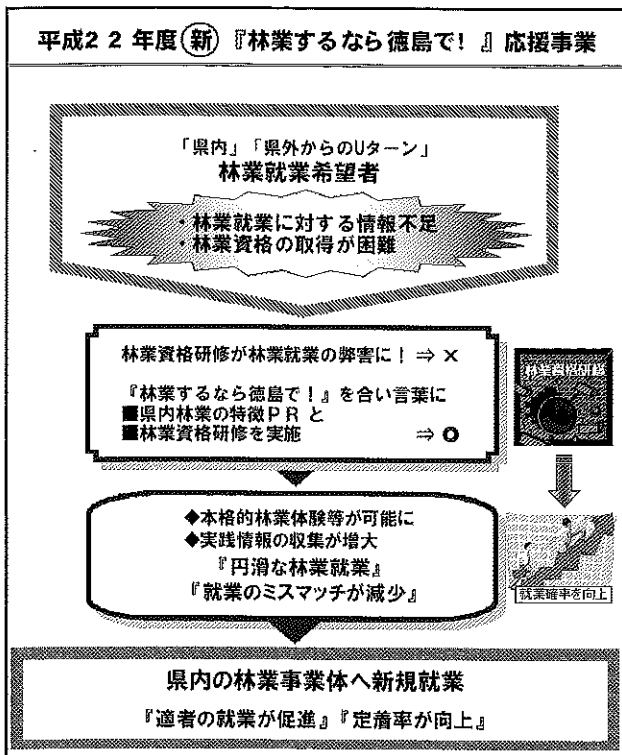 平成22年度㊟新『林業するなら徳島で!』応援事業
「県内」「県外からのUターン」
林業就業希望者
・林業就業に対する情報不足
・林業資格の取得が困難
林業資格研修が林業就業の弊害に!⇒×
『林業するなら徳島で!』を合い言葉に
■県内林業の特徴PRと
■林業資格研修を実施 ⇒○
林業資格研修
◆本格的林業体験等が可能に
◆実践情報の収集が増大
『円滑な林業就業』
『就業のミスマッチが減少』
就業確率を向上
県内の林業事業体へ新規就業
『適者の就業が促進』『定着率が向上』